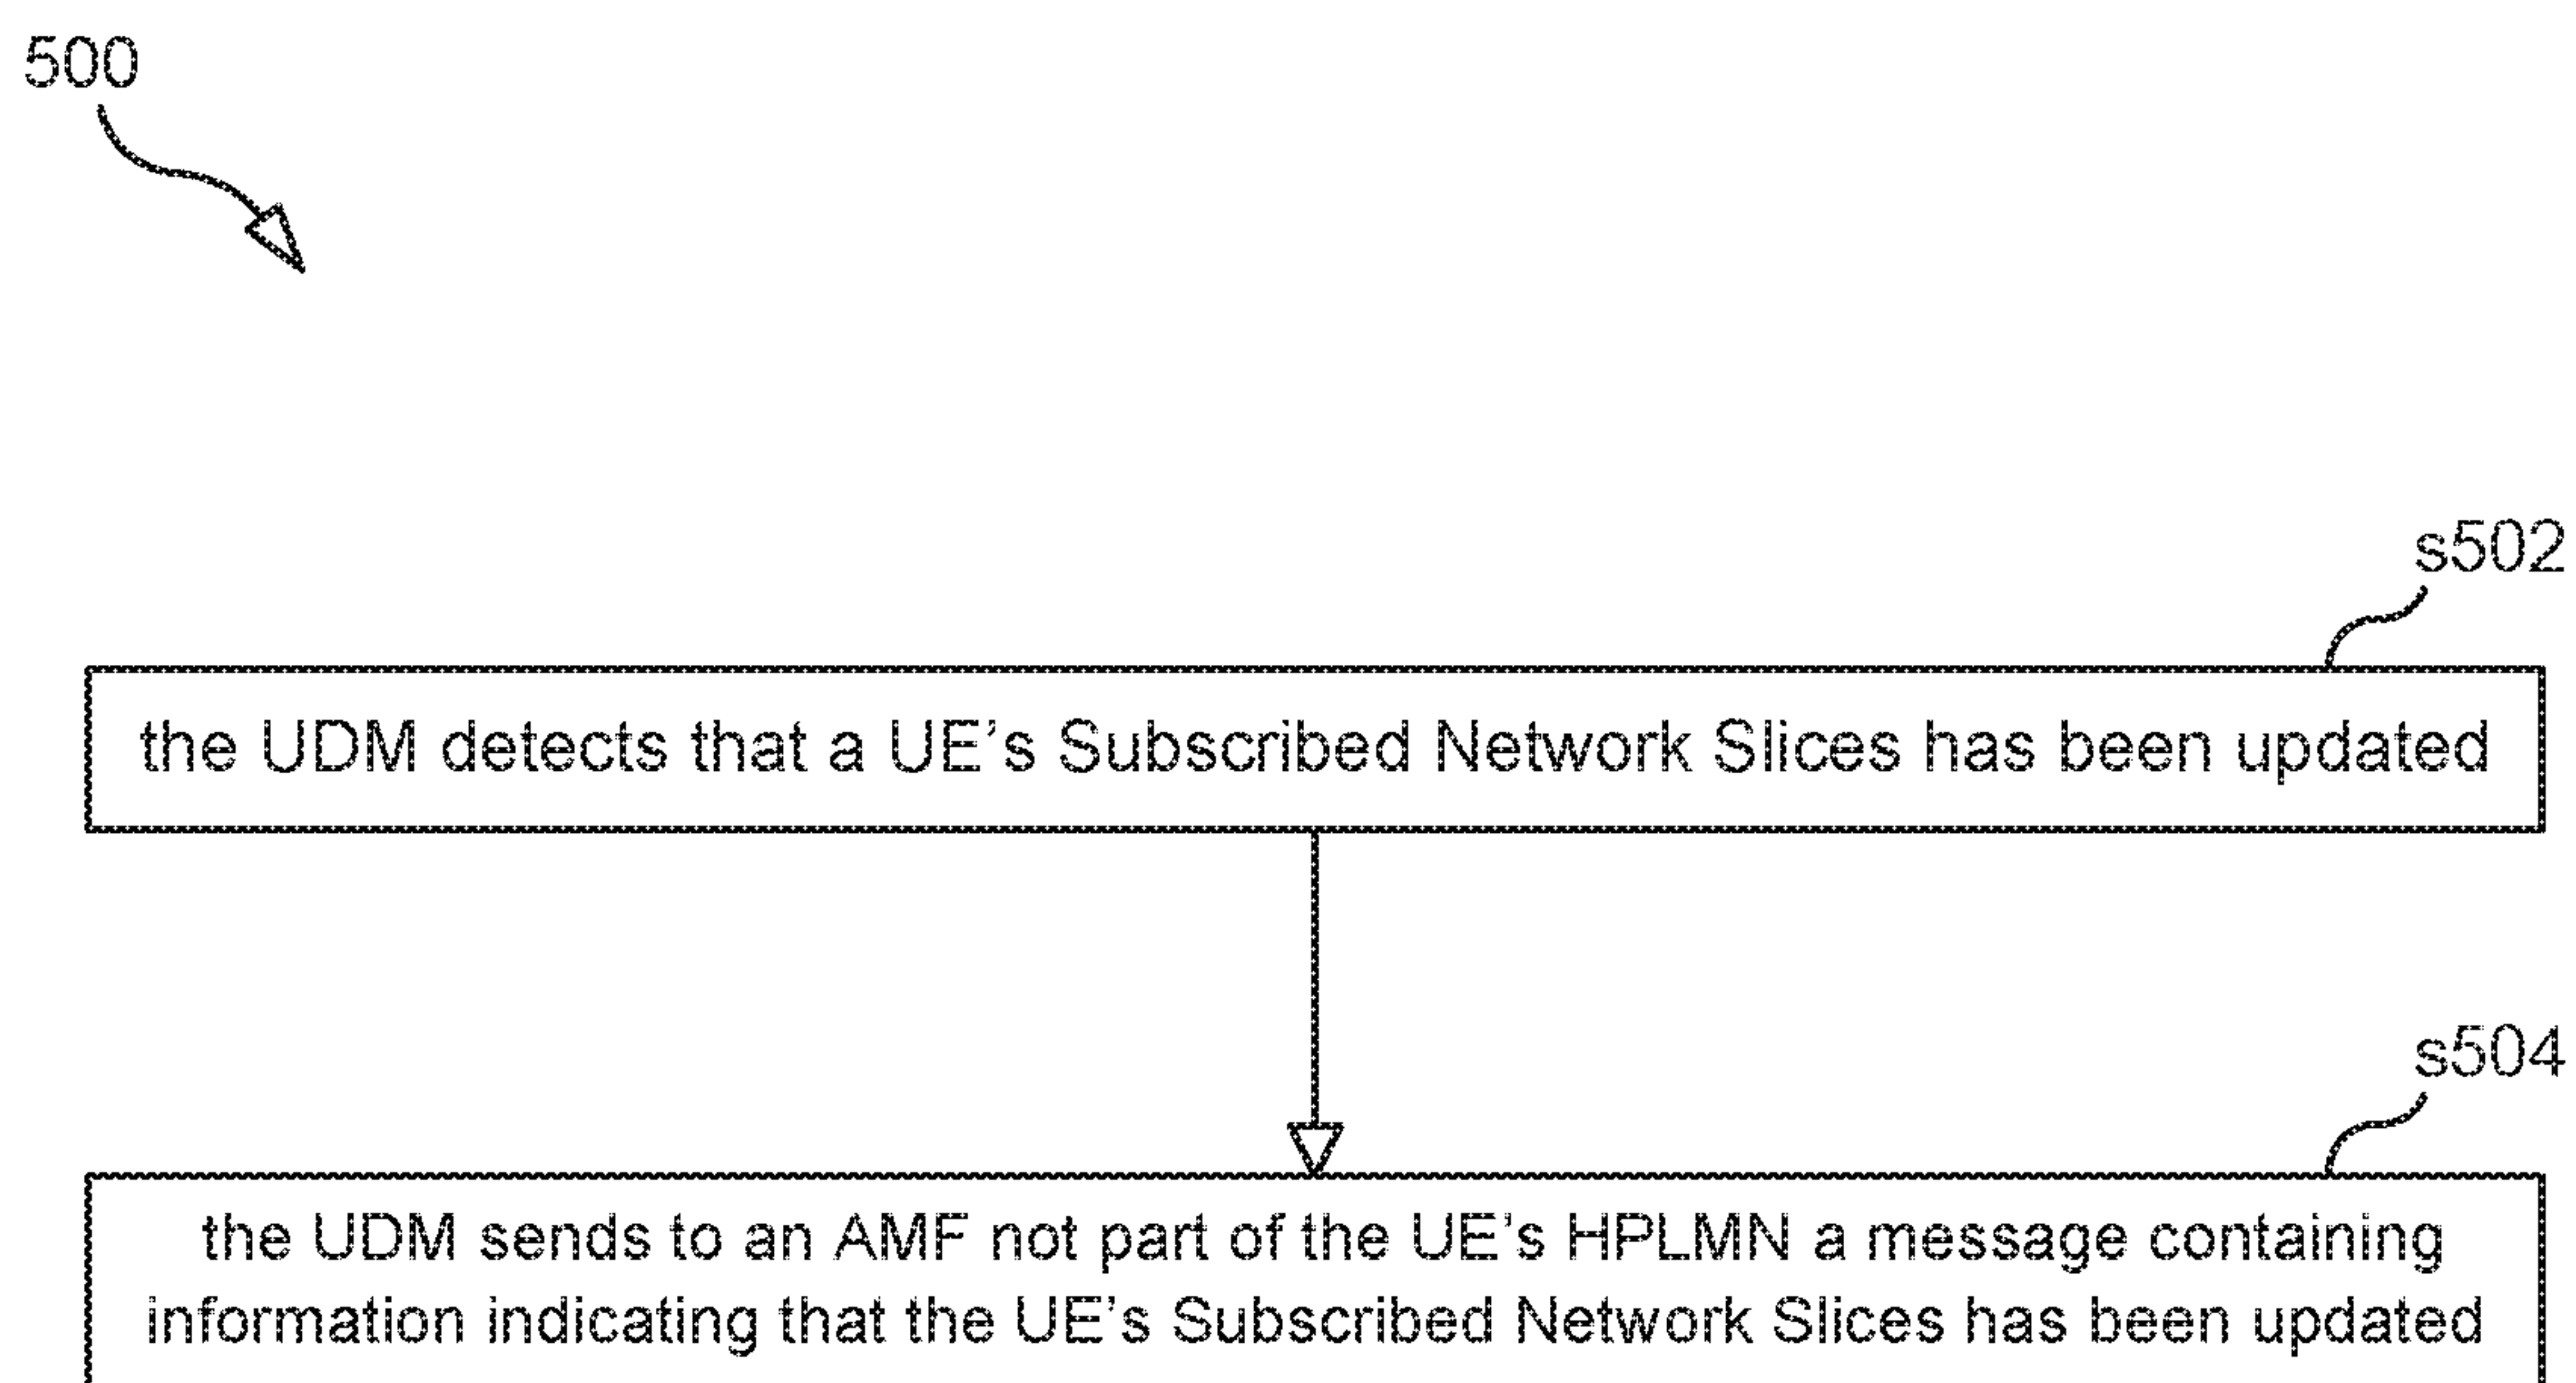 500
s502
the UDM detects that a UE’s Subscribed Network Slices has been updated
s504
the UDM sends to an AMF not part of the UE’s HPLMN a message containing
information indicating that the UE’s Subscribed Network Slices has been updated